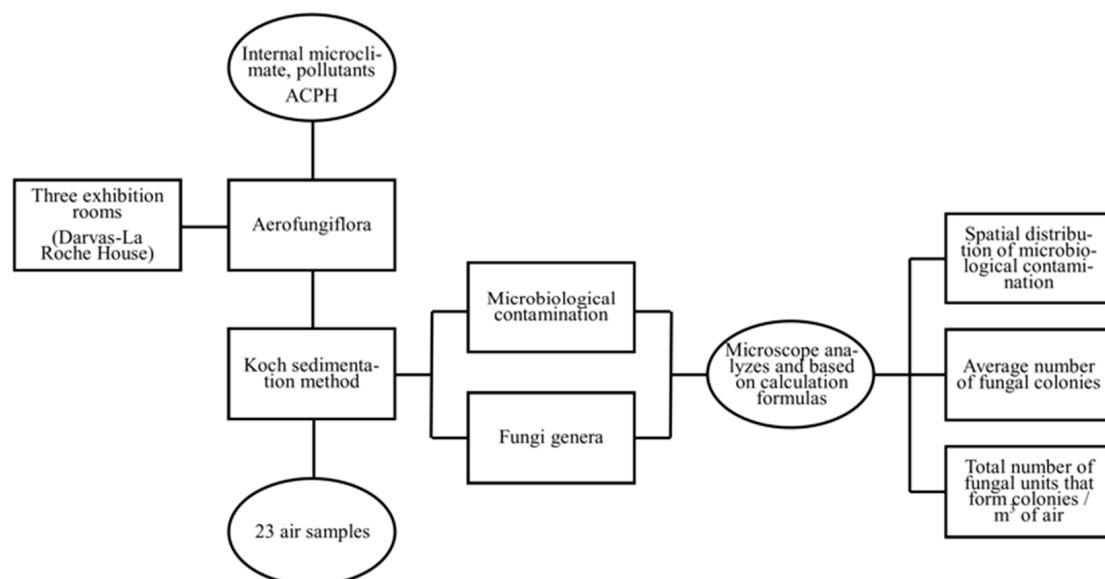 Internal microcli-
mate, pollutants
ACPH
Three exhibition
rooms
(Darvas-La
Roche House)
Aerofungiflora
Koch sedimenta-
tion method
23 air samples
Microbiological
contamination
Fungi genera
Microscope ana-
lyzes and based
on calculation
formulas
Spatial distribu-
tion of microbio-
logical contami-
nation
Average number
of fungal colonies
Total number of
fungal units that
form colonies /
m³ of air